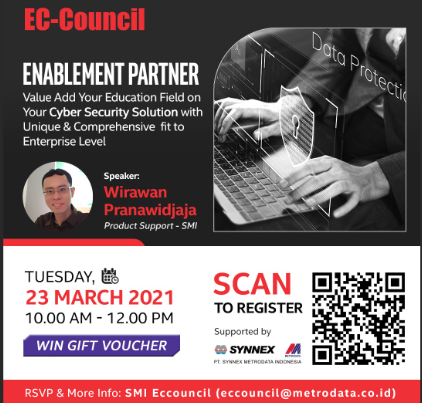 EC-Council
ENABLEMENT PARTNER
Value Add Your Education Field on
Your Cyber Security Solution with
Unique & Comprehensive fit to
Enterprise Level
Data Protectio
Speaker:
Wirawan
Pranawidjaja
Product Support - SMI
TUESDAY,
23 MARCH 2021
10.00 AM - 12.00 PM
WIN GIFT VOUCHER
SCAN
TO REGISTER
Supported by
SYNNEX
METRODATA
PT. SYNNEX METRODATA INDONESIA
RSVP & More Info: SMI Eccouncil (eccouncil@metrodata.co.id)